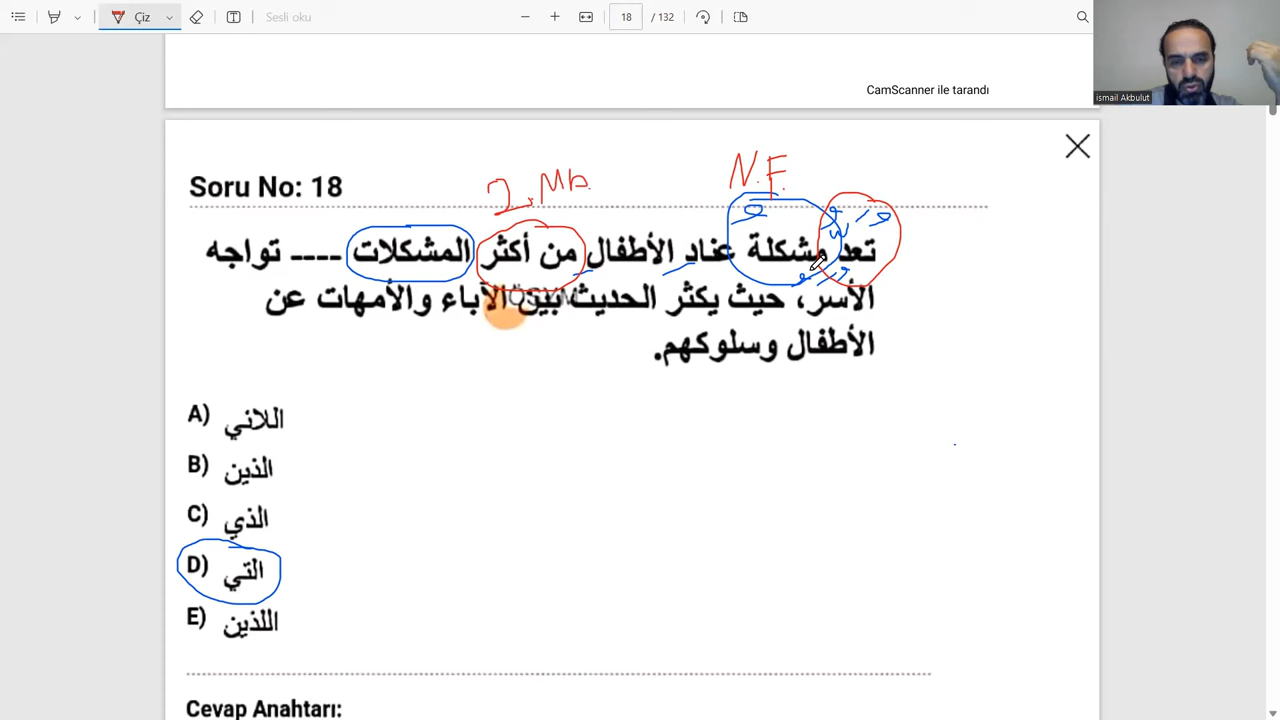 Çiz
Sesli oku
18
/ 132
ismail Akbulut
CamScanner ile tarandı
Soru No: 18
2. Mb.
N.F.
تعد مشكلة عناد الأطفال من أكثر المشكلات ---- تواجه
الأسر، حيث يكثر الحديث بين الآباء والأمهات عن
الأطفال وسلوكهم.
ÖSYM
A) اللاتي
B) الذين
C) الذي
D) التي
E) اللذين
Cevap Anahtarı: